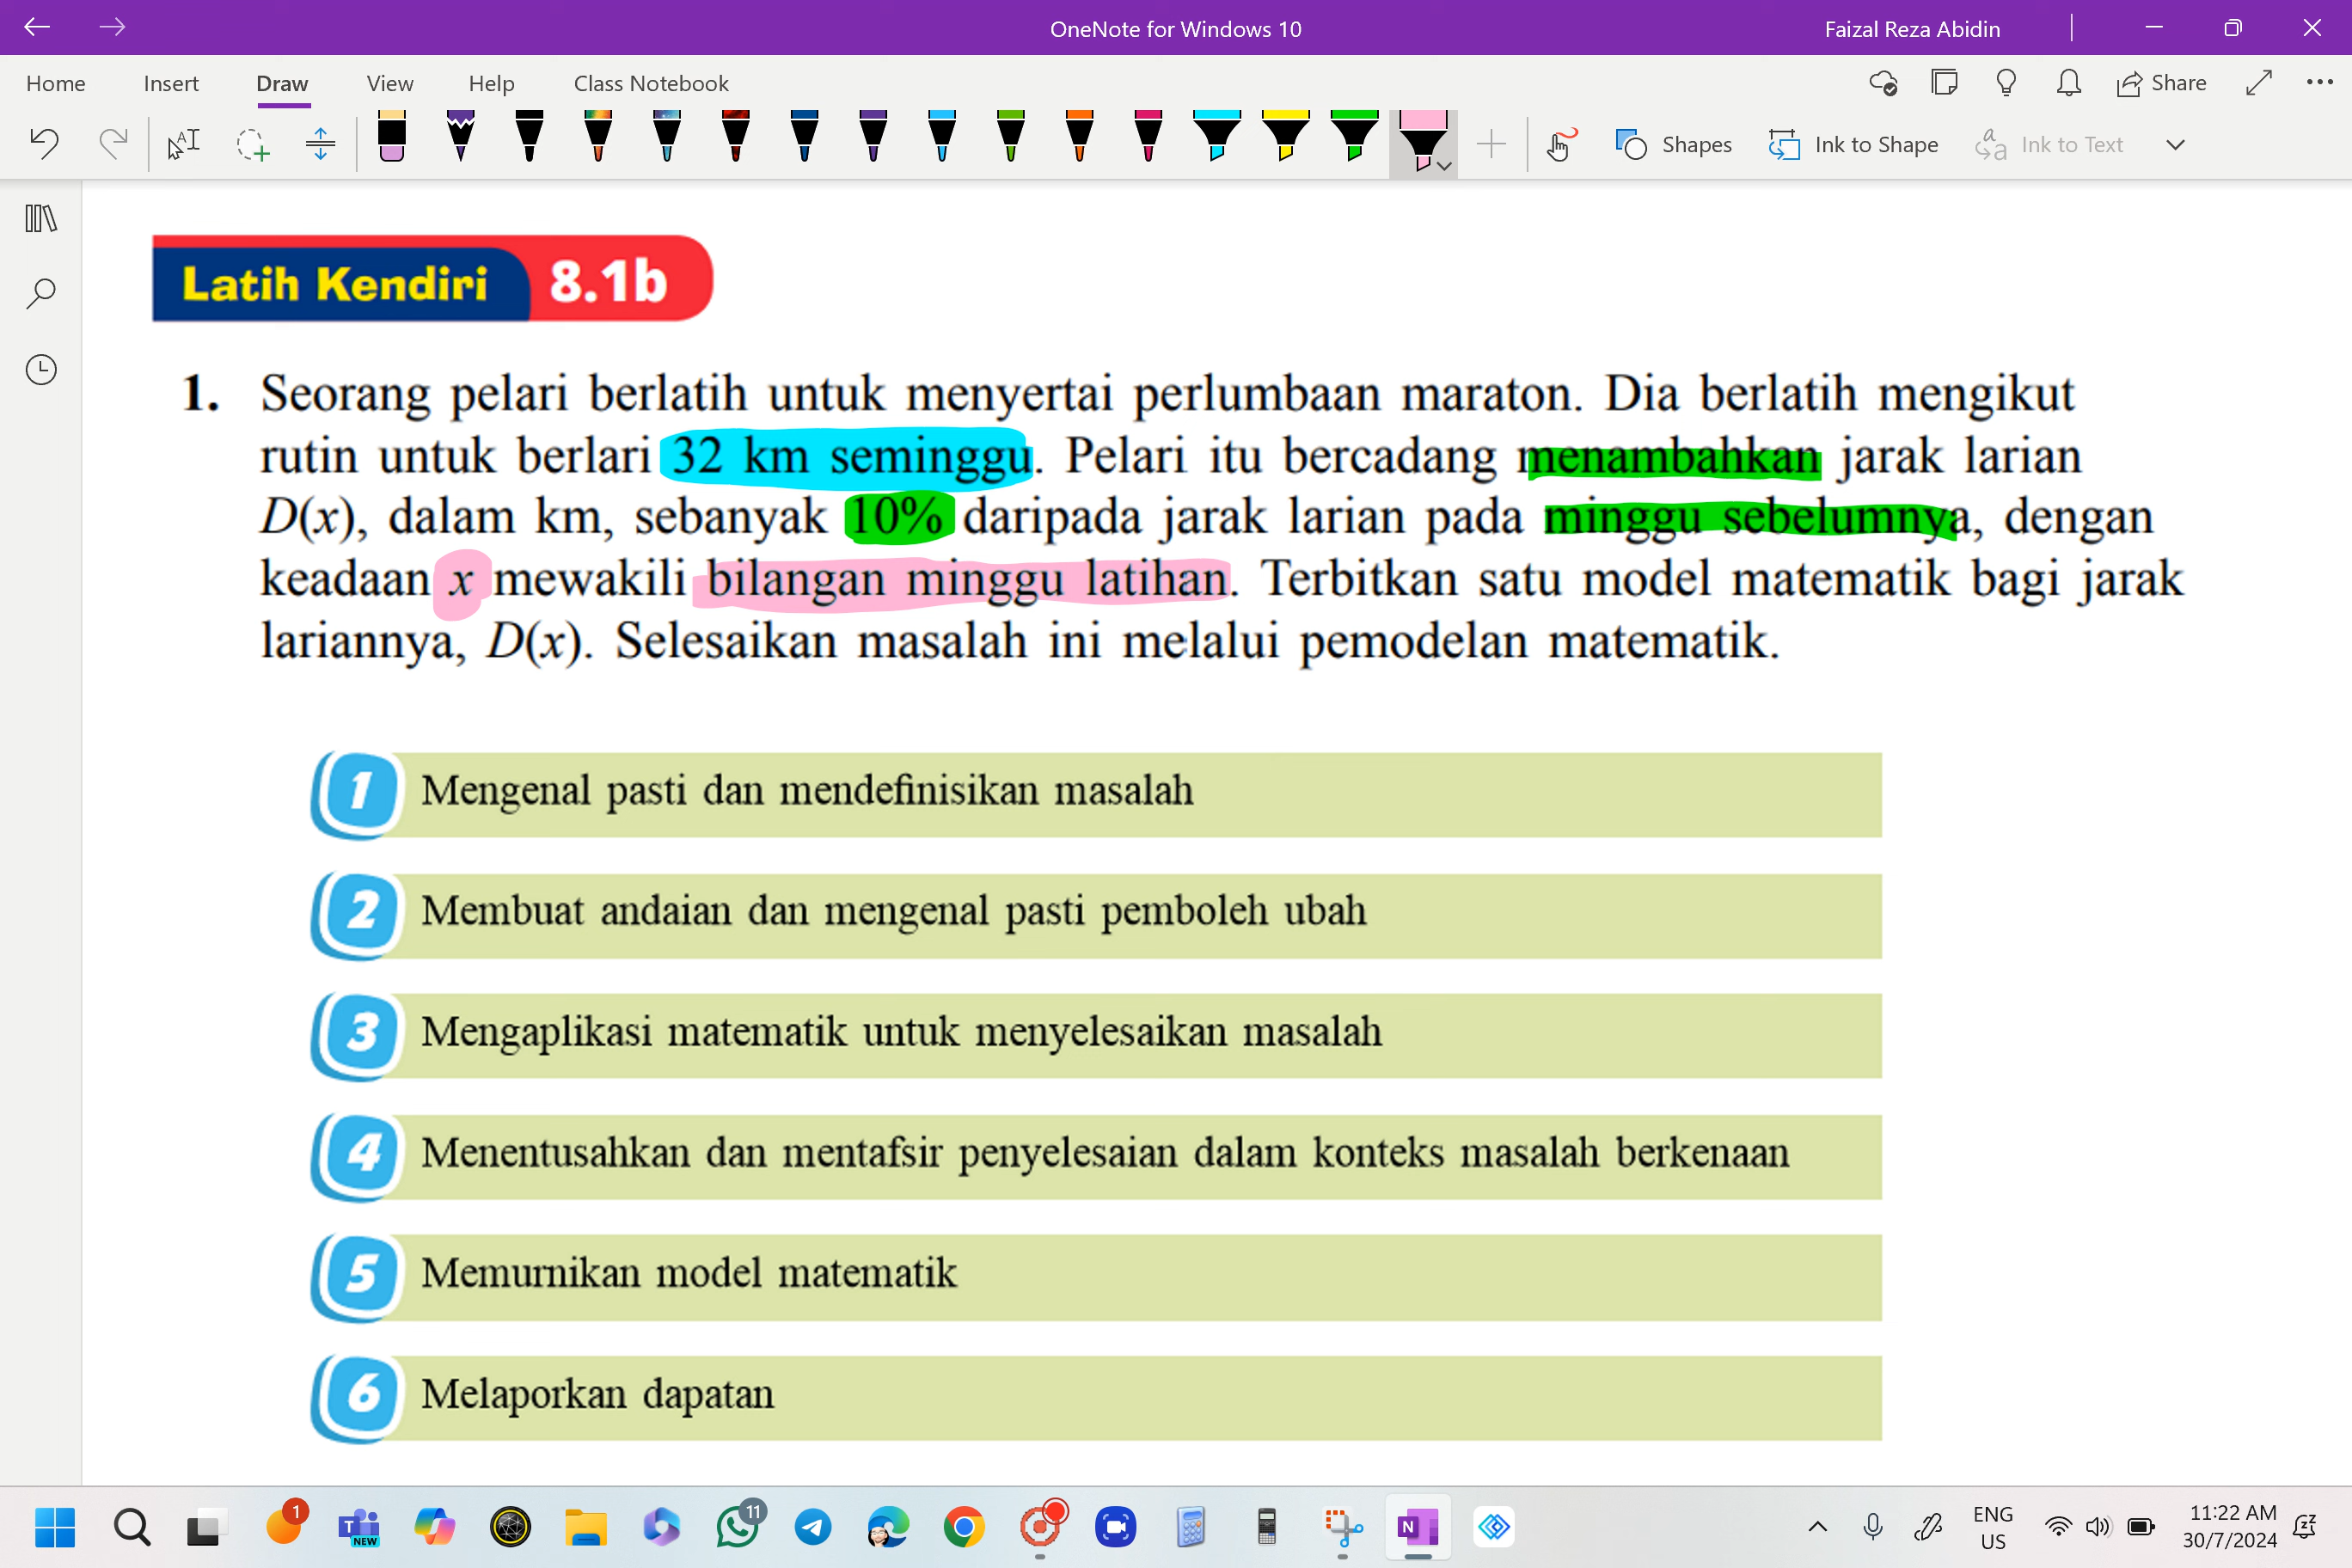 OneNote for Windows 10
Faizal Reza Abidin
Home Insert Draw View Help Class Notebook
Share
Shapes Ink to Shape Ink to Text
Latih Kendiri 8.1b
1. Seorang pelari berlatih untuk menyertai perlumbaan maraton. Dia berlatih mengikut
rutin untuk berlari 32 km seminggu. Pelari itu bercadang menambahkan jarak larian
D(x), dalam km, sebanyak 10% daripada jarak larian pada minggu sebelumnya, dengan
keadaan x mewakili bilangan minggu latihan. Terbitkan satu model matematik bagi jarak
lariannya, D(x). Selesaikan masalah ini melalui pemodelan matematik.
1 Mengenal pasti dan mendefinisikan masalah
2 Membuat andaian dan mengenal pasti pemboleh ubah
3 Mengaplikasi matematik untuk menyelesaikan masalah
4 Menentusahkan dan mentafsir penyelesaian dalam konteks masalah berkenaan
5 Memurnikan model matematik
6 Melaporkan dapatan
1
T
NEW
11
N
ENG
US
11:22 AM
30/7/2024